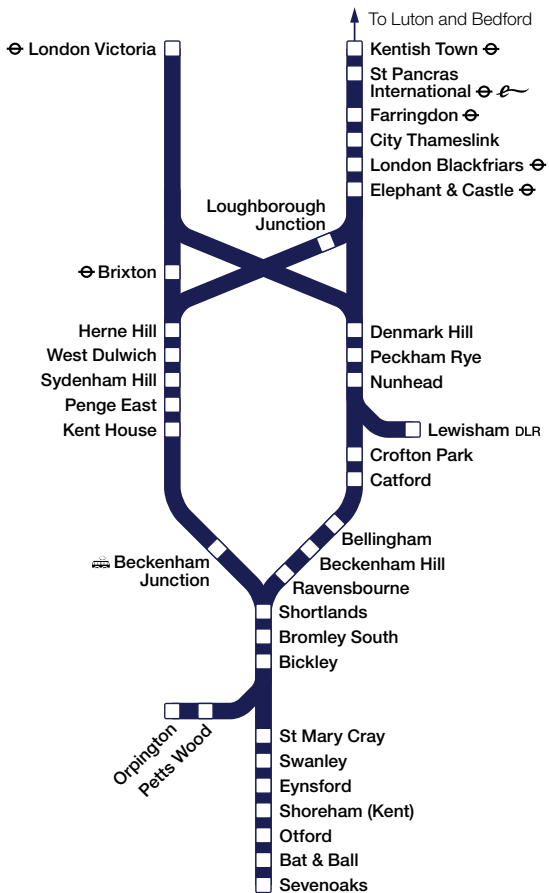 To Luton and Bedford
London Victoria
Kentish Town
St Pancras
International
Farringdon
City Thameslink
London Blackfriars
Elephant & Castle
Loughborough
Junction
Brixton
Herne Hill
West Dulwich
Sydenham Hill
Penge East
Kent House
Denmark Hill
Peckham Rye
Nunhead
Lewisham DLR
Crofton Park
Catford
Bellingham
Beckenham Hill
Ravensbourne
Beckenham
Junction
Shortlands
Bromley South
Bickley
Orpington
Petts Wood
St Mary Cray
Swanley
Eynsford
Shoreham (Kent)
Otford
Bat & Ball
Sevenoaks